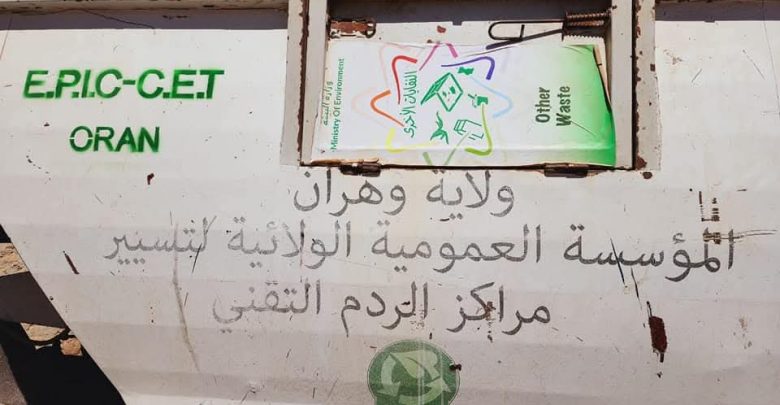 E.P.I.C-C.E.T
ORAN
وزارة البيئة
Ministry Of Environment
النفايات الأخرى
Other
Waste
ولاية وهران
المؤسسة العمومية الولائية لتسيير
مراكز الردم التقني